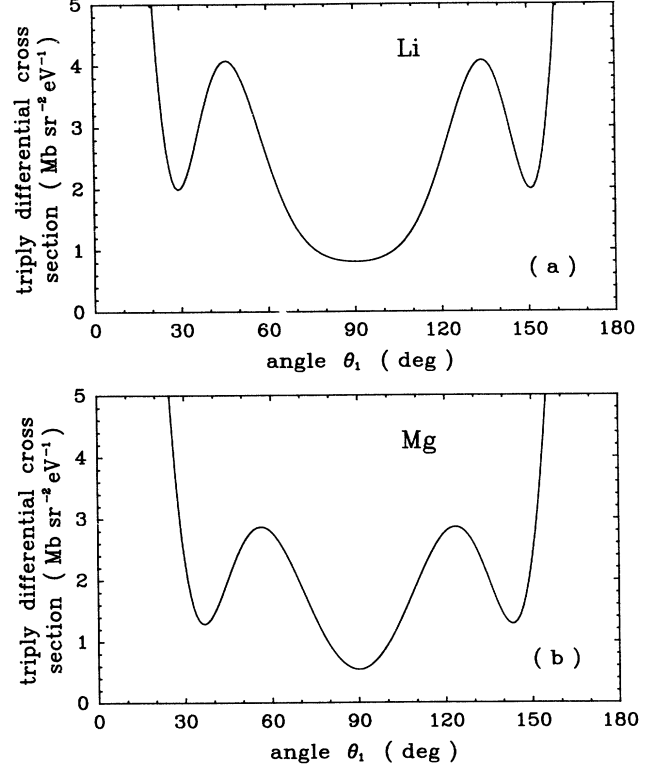 5
4
3
2
1
0
triply differential cross
section ( Mb sr⁻² eV⁻¹)
Li
( a )
0 30 60 90 120 150 180
angle θ₁ ( deg )
5
4
3
2
1
0
triply differential cross
section ( Mb sr⁻² eV⁻¹)
Mg
( b )
0 30 60 90 120 150 180
angle θ₁ ( deg )